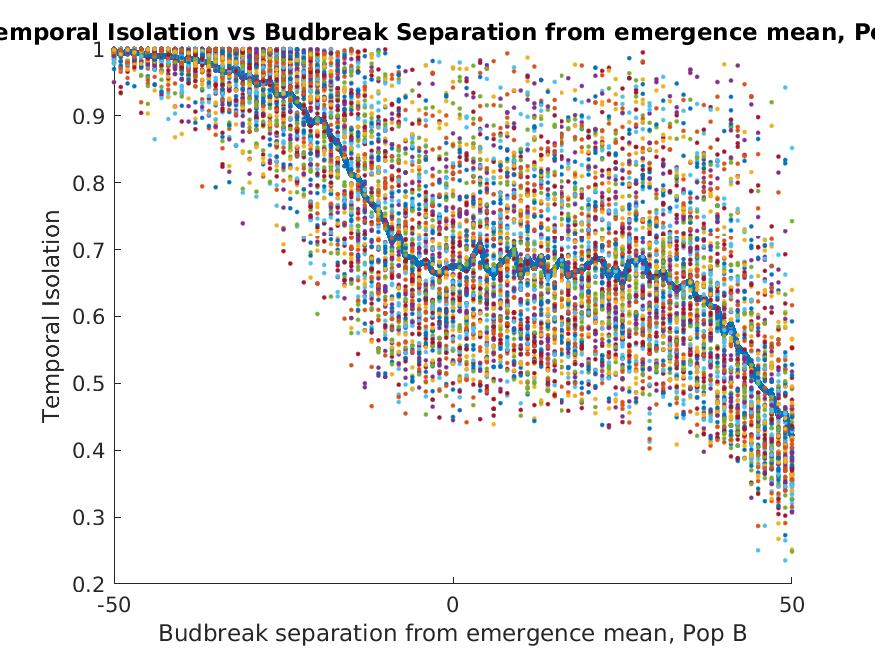 emporal Isolation vs Budbreak Separation from emergence mean, Po
1
0.9
0.8
0.7
0.6
0.5
0.4
0.3
0.2
Temporal Isolation
-50 0 50
Budbreak separation from emergence mean, Pop B